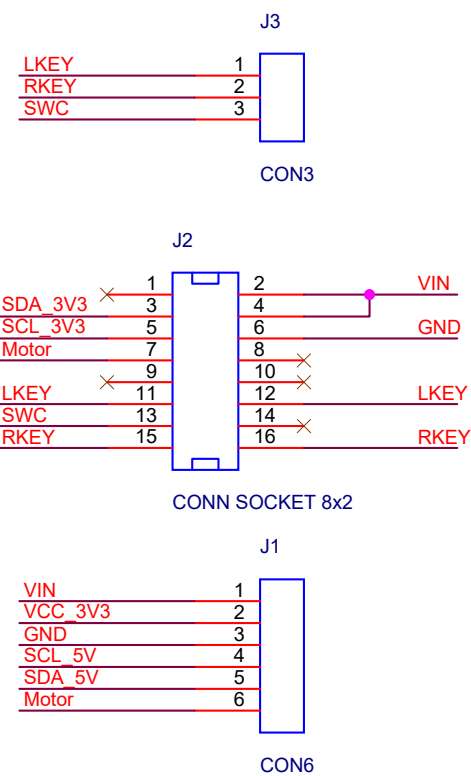 J3
LKEY 1
RKEY 2
SWC 3
CON3
J2
1 2 VIN
SDA_3V3 3 4
SCL_3V3 5 6 GND
Motor 7 8
9 10
LKEY 11 12 LKEY
SWC 13 14
RKEY 15 16 RKEY
CONN SOCKET 8x2
J1
VIN 1
VCC_3V3 2
GND 3
SCL_5V 4
SDA_5V 5
Motor 6
CON6